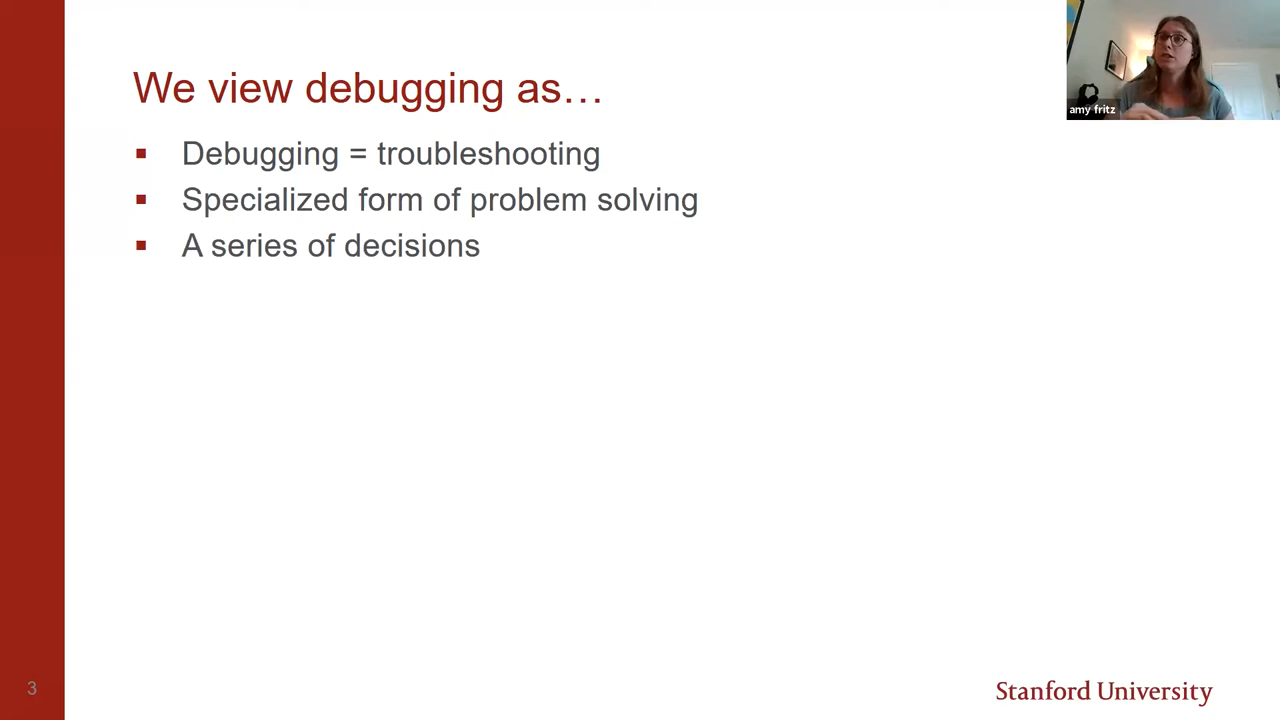 We view debugging as…
▪ Debugging = troubleshooting
▪ Specialized form of problem solving
▪ A series of decisions
amy fritz
3
Stanford University